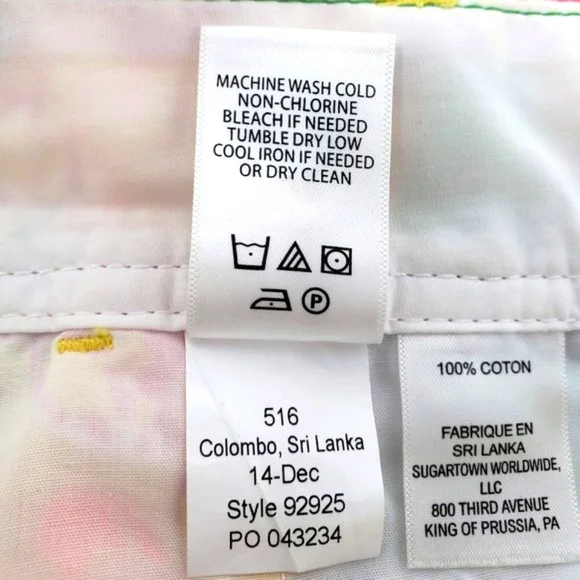 MACHINE WASH COLD
NON-CHLORINE
BLEACH IF NEEDED
TUMBLE DRY LOW
COOL IRON IF NEEDED
OR DRY CLEAN
P
516
Colombo, Sri Lanka
14-Dec
Style 92925
PO 043234
100% COTON
FABRIQUE EN
SRI LANKA
SUGARTOWN WORLDWIDE,
LLC
800 THIRD AVENUE
KING OF PRUSSIA, PA